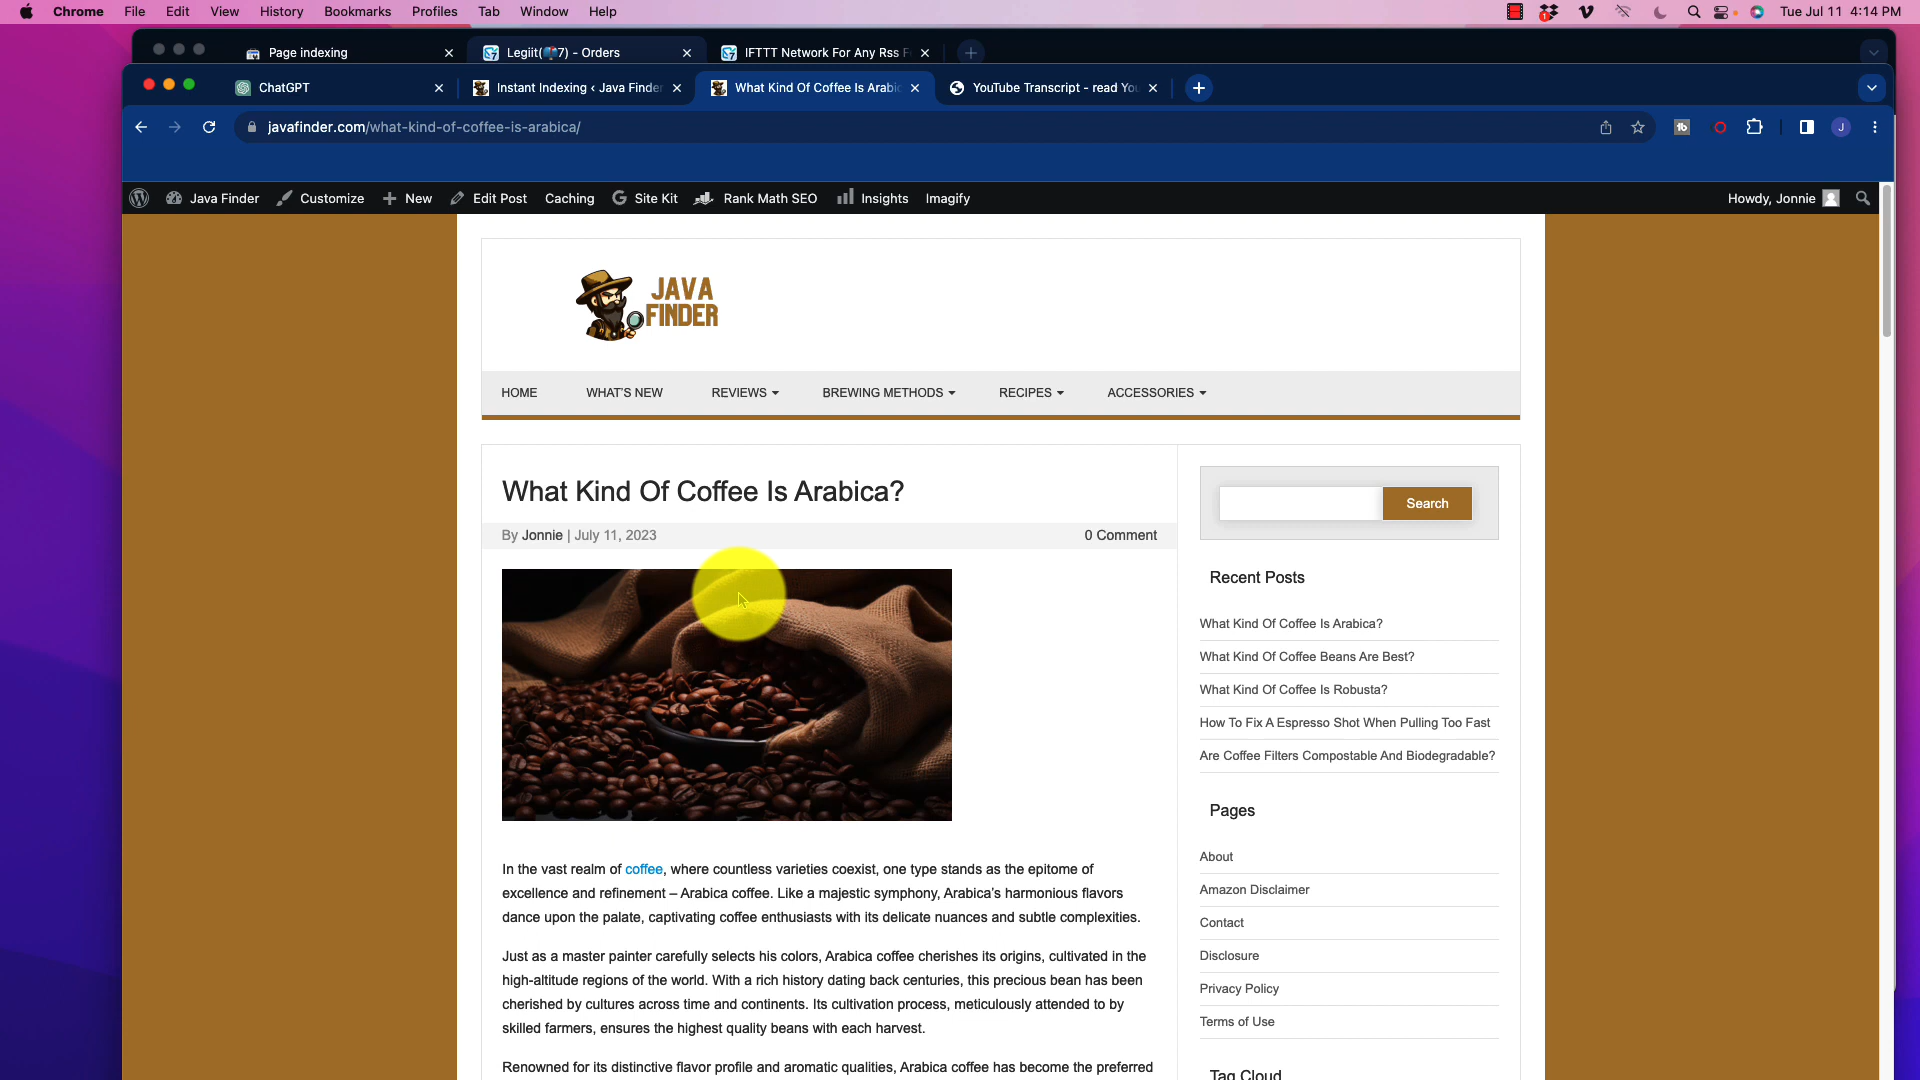 Chrome File Edit View History Bookmarks Profiles Tab Window Help Tue Jul 11 4:14 PM
Page indexing Legiit(7) - Orders IFTTT Network For Any Rss F
ChatGPT Instant Indexing ‹ Java Finder What Kind Of Coffee Is Arabic YouTube Transcript - read Yo
javafinder.com/what-kind-of-coffee-is-arabica/
Java Finder Customize New Edit Post Caching Site Kit Rank Math SEO Insights Imagify Howdy, Jonnie
JAVA
FINDER
HOME WHAT'S NEW REVIEWS BREWING METHODS RECIPES ACCESSORIES
What Kind Of Coffee Is Arabica?
By Jonnie | July 11, 2023 0 Comment
In the vast realm of coffee, where countless varieties coexist, one type stands as the epitome of
excellence and refinement – Arabica coffee. Like a majestic symphony, Arabica's harmonious flavors
dance upon the palate, captivating coffee enthusiasts with its delicate nuances and subtle complexities.
Just as a master painter carefully selects his colors, Arabica coffee cherishes its origins, cultivated in the
high-altitude regions of the world. With a rich history dating back centuries, this precious bean has been
cherished by cultures across time and continents. Its cultivation process, meticulously attended to by
skilled farmers, ensures the highest quality beans with each harvest.
Renowned for its distinctive flavor profile and aromatic qualities, Arabica coffee has become the preferred
Search
Recent Posts
What Kind Of Coffee Is Arabica?
What Kind Of Coffee Beans Are Best?
What Kind Of Coffee Is Robusta?
How To Fix A Espresso Shot When Pulling Too Fast
Are Coffee Filters Compostable And Biodegradable?
Pages
About
Amazon Disclaimer
Contact
Disclosure
Privacy Policy
Terms of Use
Tag Cloud